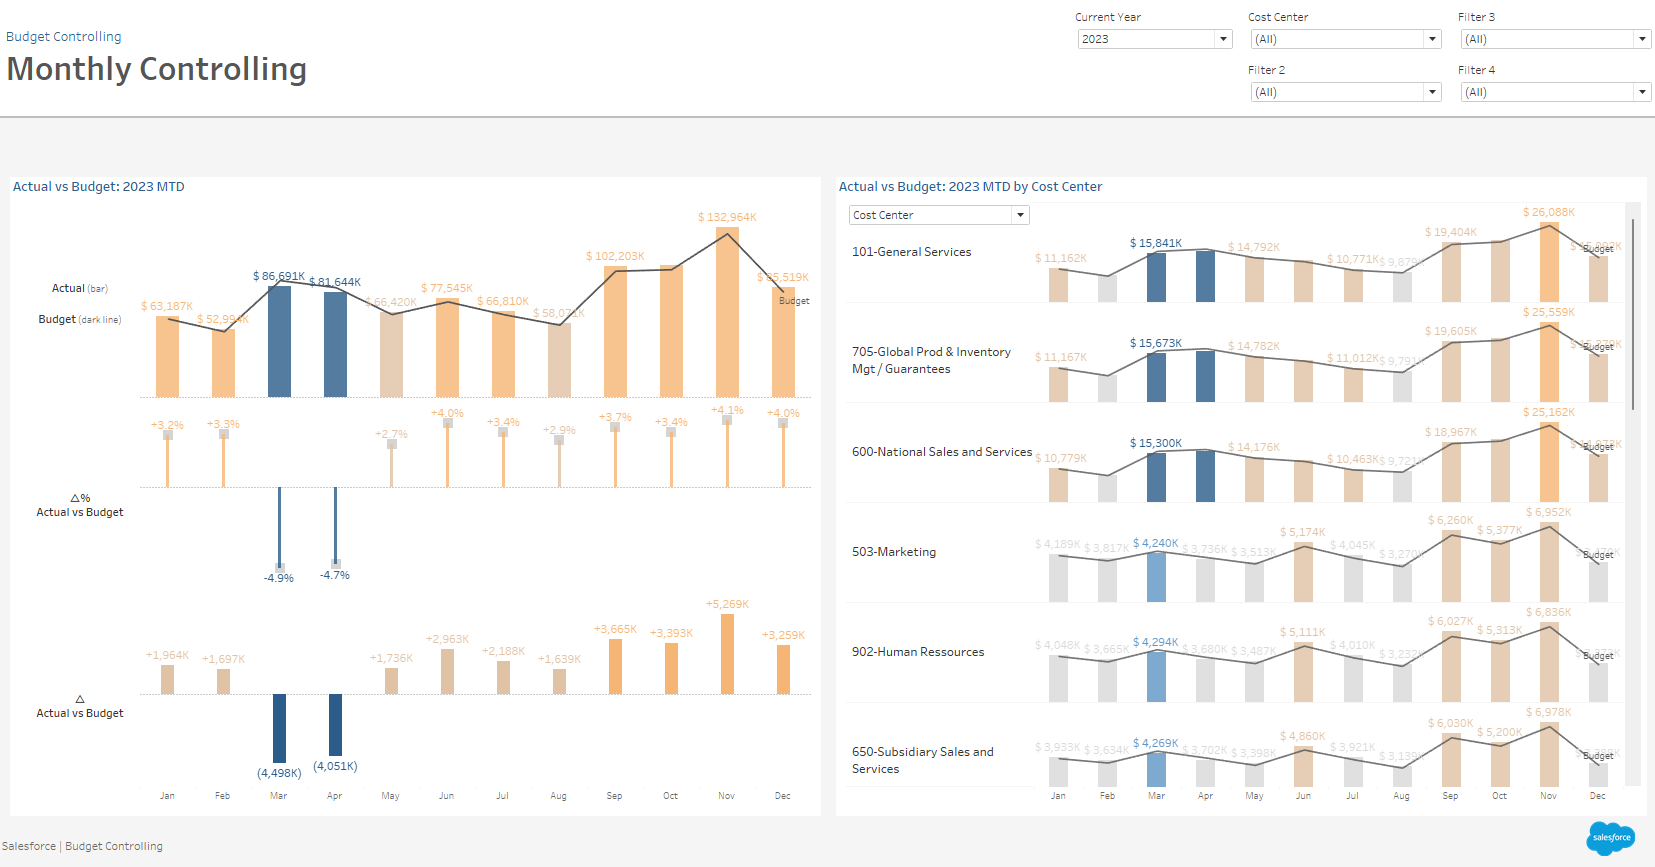 Budget Controlling
Monthly Controlling
Current Year
2023
Cost Center
(All)
Filter 3
(All)
Filter 2
(All)
Filter 4
(All)
Actual vs Budget: 2023 MTD
Actual (bar)
Budget (dark line)
$ 63,187K
$ 86,691K
$ 81,644K
$ 66,420K
$ 77,545K
$ 66,810K
$ 58,071K
$ 102,203K
$ 132,964K
Budget
△%
Actual vs Budget
+3.2%
+3.3%
-4.9%
-4.7%
+2.7%
+4.0%
+3.4%
+2.9%
+3.7%
+3.4%
+4.1%
+4.0%
△
Actual vs Budget
+1,964K
+1,697K
(4,498K)
(4,051K)
+1,736K
+2,963K
+2,188K
+1,639K
+3,665K
+3,393K
+5,269K
+3,259K
Jan Feb Mar Apr May Jun Jul Aug Sep Oct Nov Dec
Actual vs Budget: 2023 MTD by Cost Center
Cost Center
101-General Services
$ 11,162K
$ 15,841K
$ 14,792K
$ 10,771K
$ 19,404K
$ 26,088K
Budget
705-Global Prod & Inventory
Mgt / Guarantees
$ 11,167K
$ 15,673K
$ 14,782K
$ 11,012K
$ 19,605K
$ 25,559K
Budget
600-National Sales and Services
$ 10,779K
$ 15,300K
$ 14,176K
$ 10,463K
$ 18,967K
$ 25,162K
Budget
503-Marketing
$ 4,189K
$ 3,817K
$ 4,240K
$ 3,736K
$ 3,513K
$ 5,174K
$ 4,045K
$ 3,270K
$ 6,260K
$ 5,377K
$ 6,952K
Budget
902-Human Ressources
$ 4,048K
$ 3,665K
$ 4,294K
$ 3,680K
$ 3,487K
$ 5,111K
$ 4,010K
$ 3,232K
$ 6,027K
$ 5,313K
$ 6,836K
Budget
650-Subsidiary Sales and
Services
$ 3,933K
$ 3,634K
$ 4,269K
$ 3,702K
$ 3,398K
$ 4,860K
$ 3,921K
$ 3,139K
$ 6,030K
$ 5,200K
$ 6,978K
Budget
Jan Feb Mar Apr May Jun Jul Aug Sep Oct Nov Dec
Salesforce | Budget Controlling
salesforce